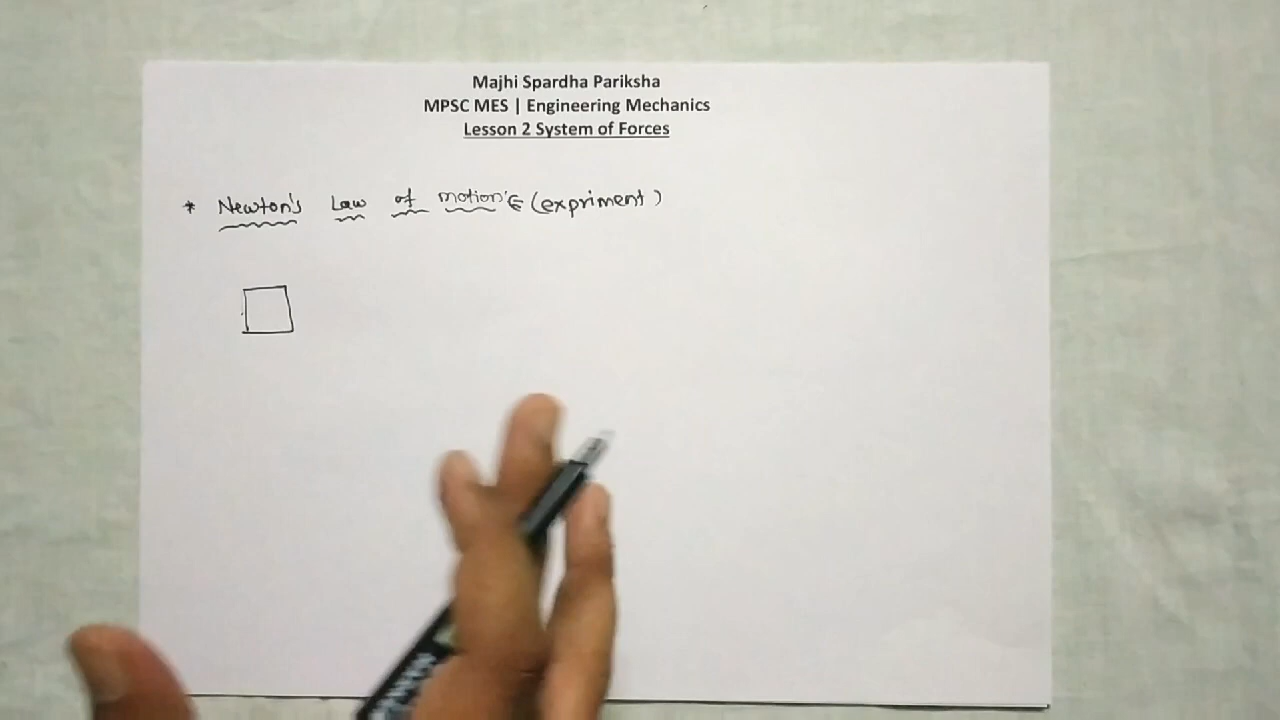 Majhi Spardha Pariksha
MPSC MES | Engineering Mechanics
Lesson 2 System of Forces
* Newton's Law of motion's (expriment)